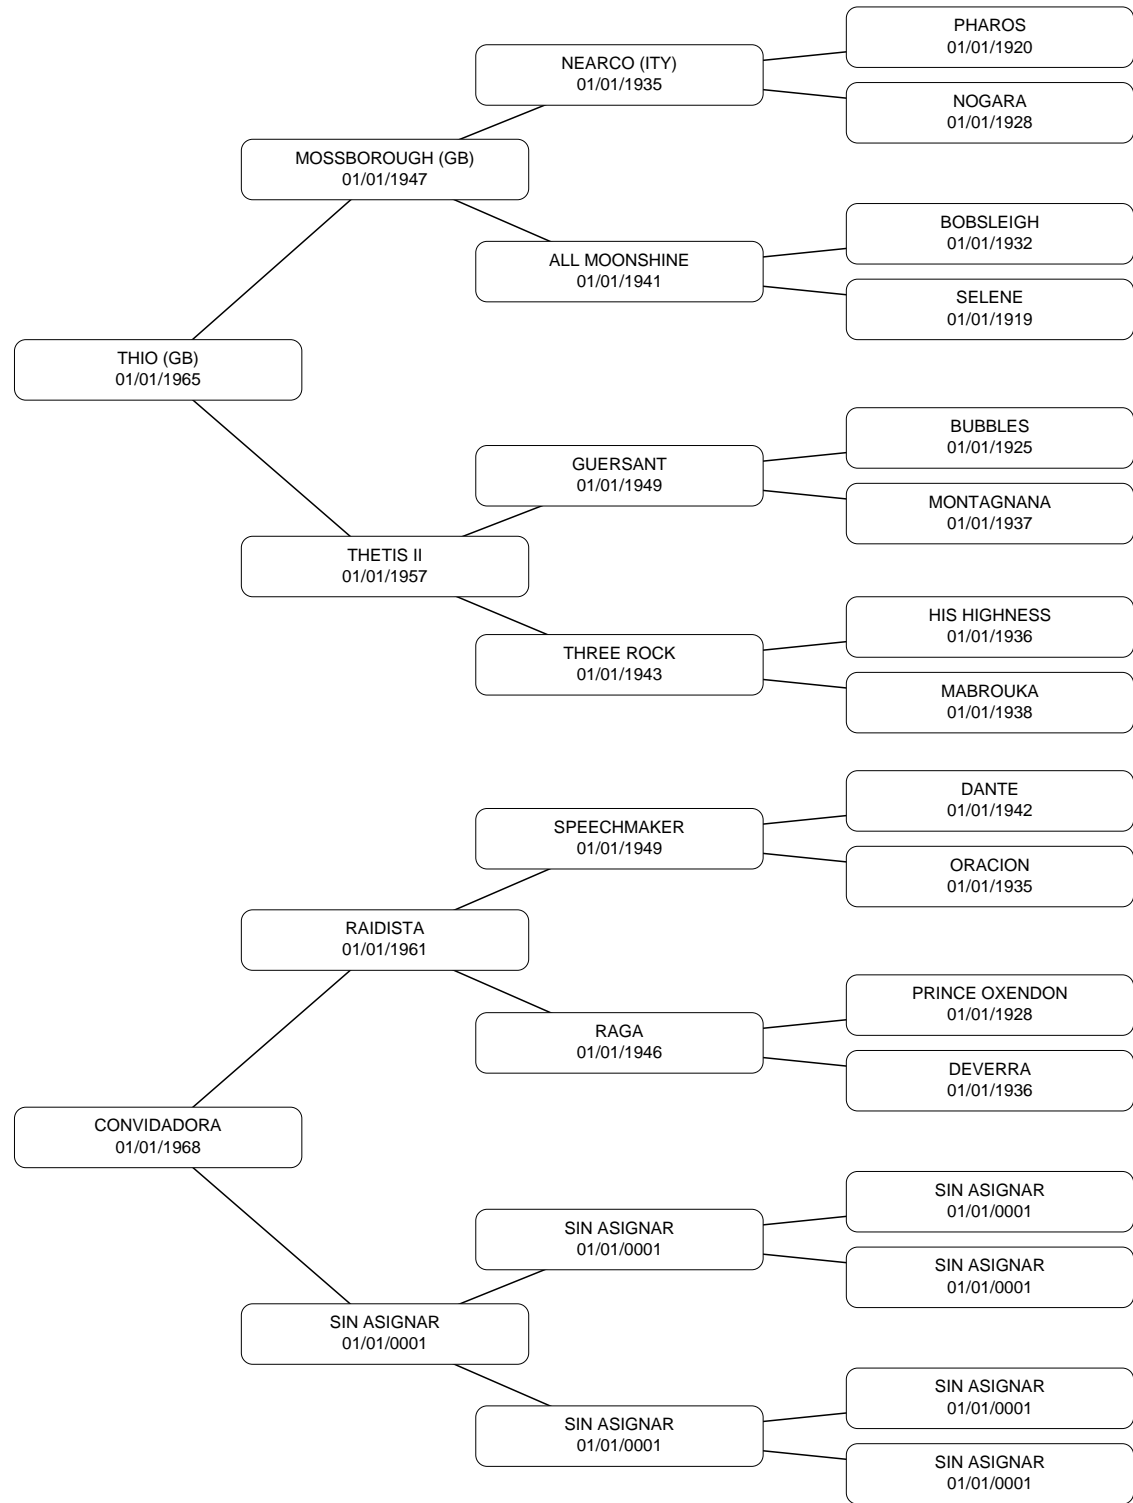 PHAROS
01/01/1920
NEARCO (ITY)
01/01/1935
NOGARA
01/01/1928
MOSSBOROUGH (GB)
01/01/1947
BOBSLEIGH
01/01/1932
ALL MOONSHINE
01/01/1941
SELENE
01/01/1919
THIO (GB)
01/01/1965
BUBBLES
01/01/1925
GUERSANT
01/01/1949
MONTAGNANA
01/01/1937
THETIS II
01/01/1957
HIS HIGHNESS
01/01/1936
THREE ROCK
01/01/1943
MABROUKA
01/01/1938
DANTE
01/01/1942
SPEECHMAKER
01/01/1949
ORACION
01/01/1935
RAIDISTA
01/01/1961
PRINCE OXENDON
01/01/1928
RAGA
01/01/1946
DEVERRA
01/01/1936
CONVIDADORA
01/01/1968
SIN ASIGNAR
01/01/0001
SIN ASIGNAR
01/01/0001
SIN ASIGNAR
01/01/0001
SIN ASIGNAR
01/01/0001
SIN ASIGNAR
01/01/0001
SIN ASIGNAR
01/01/0001
SIN ASIGNAR
01/01/0001